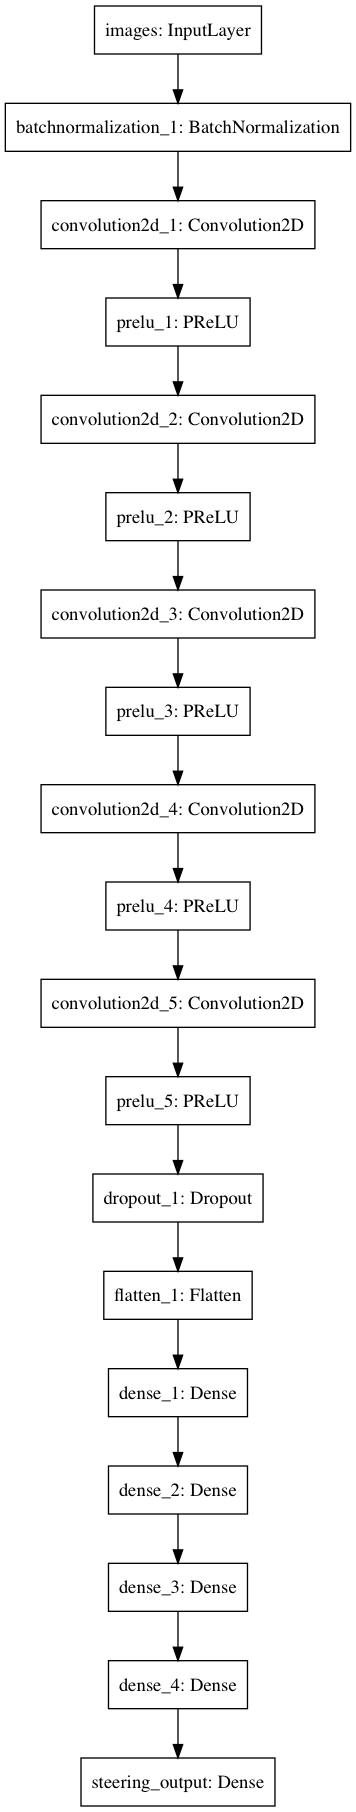 images: InputLayer
batchnormalization_1: BatchNormalization
convolution2d_1: Convolution2D
prelu_1: PReLU
convolution2d_2: Convolution2D
prelu_2: PReLU
convolution2d_3: Convolution2D
prelu_3: PReLU
convolution2d_4: Convolution2D
prelu_4: PReLU
convolution2d_5: Convolution2D
prelu_5: PReLU
dropout_1: Dropout
flatten_1: Flatten
dense_1: Dense
dense_2: Dense
dense_3: Dense
dense_4: Dense
steering_output: Dense